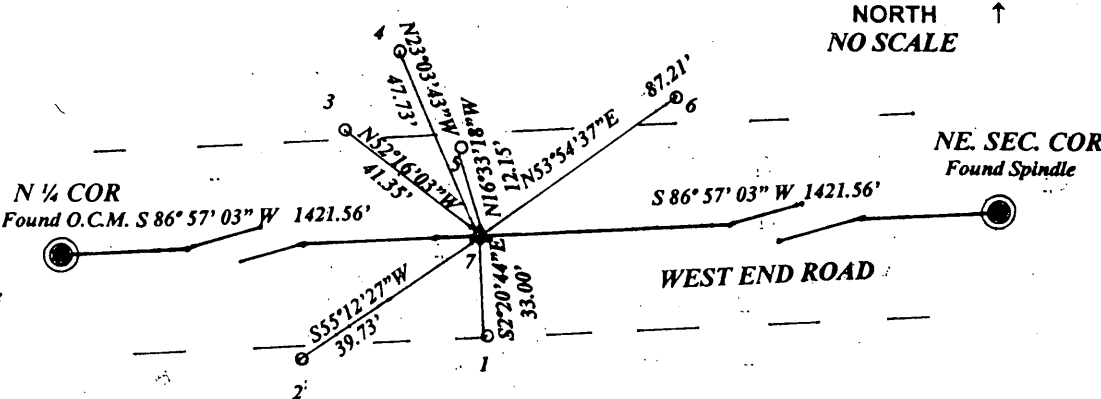 NORTH ↑
NO SCALE
4
N23°03'43"W
47.73'
3
N52°16'03"W
41.35'
5
N16°33'18"W
12.15'
87.21'
6
N53°54'37"E
NE. SEC. COR
Found Spindle
N ¼ COR
Found O.C.M. S 86° 57' 03" W 1421.56'
S 86° 57' 03" W 1421.56'
7
WEST END ROAD
S55°12'27"W
39.73'
S2°20'44"E
33.00'
1
2